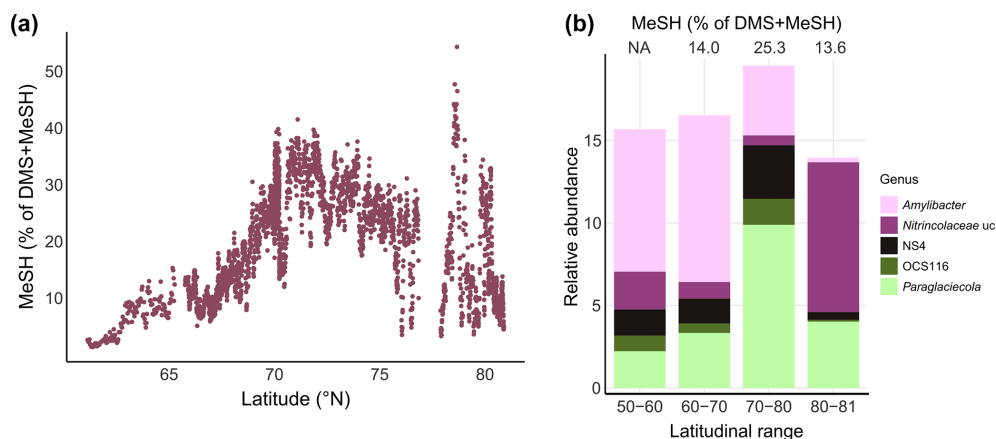 (a)
MeSH (% of DMS+MeSH)
50
40
30
20
10
65 70 75 80
Latitude (°N)
(b)
MeSH (% of DMS+MeSH)
NA 14.0 25.3 13.6
Relative abundance
15
10
5
0
50−60 60−70 70−80 80−81
Latitudinal range
Genus
Amylibacter
Nitrincolaceae uc
NS4
OCS116
Paraglaciecola